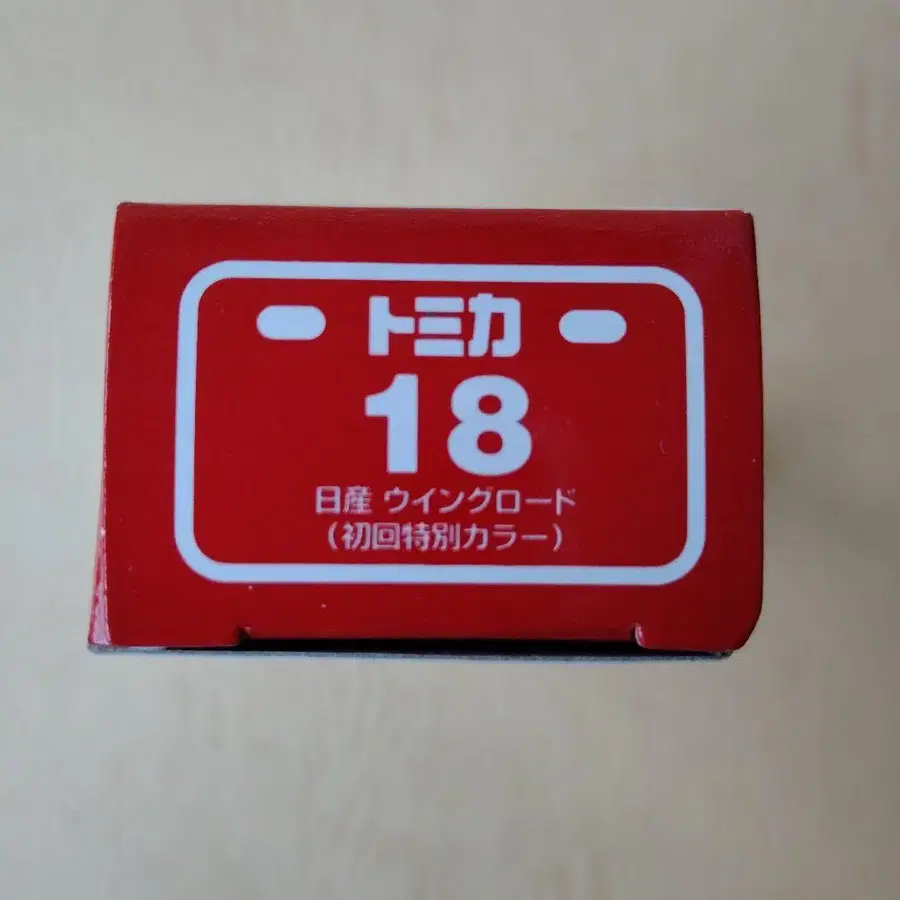 トミカ
18
日産 ウイングロード
（初回特別カラー）